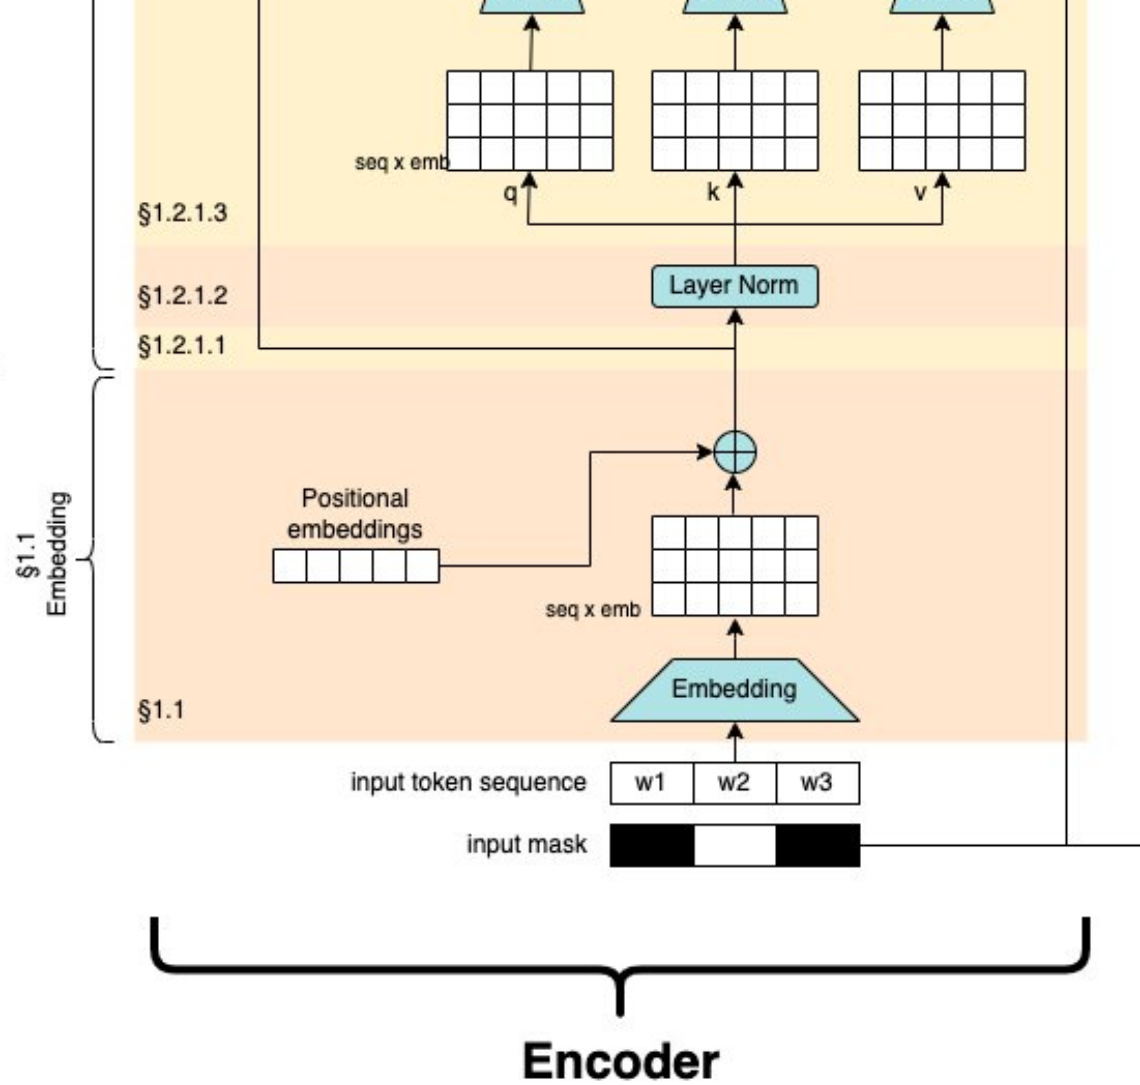 seq x emb
q
k
v
§1.2.1.3
Layer Norm
§1.2.1.2
§1.2.1.1
Positional
embeddings
§1.1
Embedding
seq x emb
Embedding
§1.1
input token sequence
w1
w2
w3
input mask
Encoder